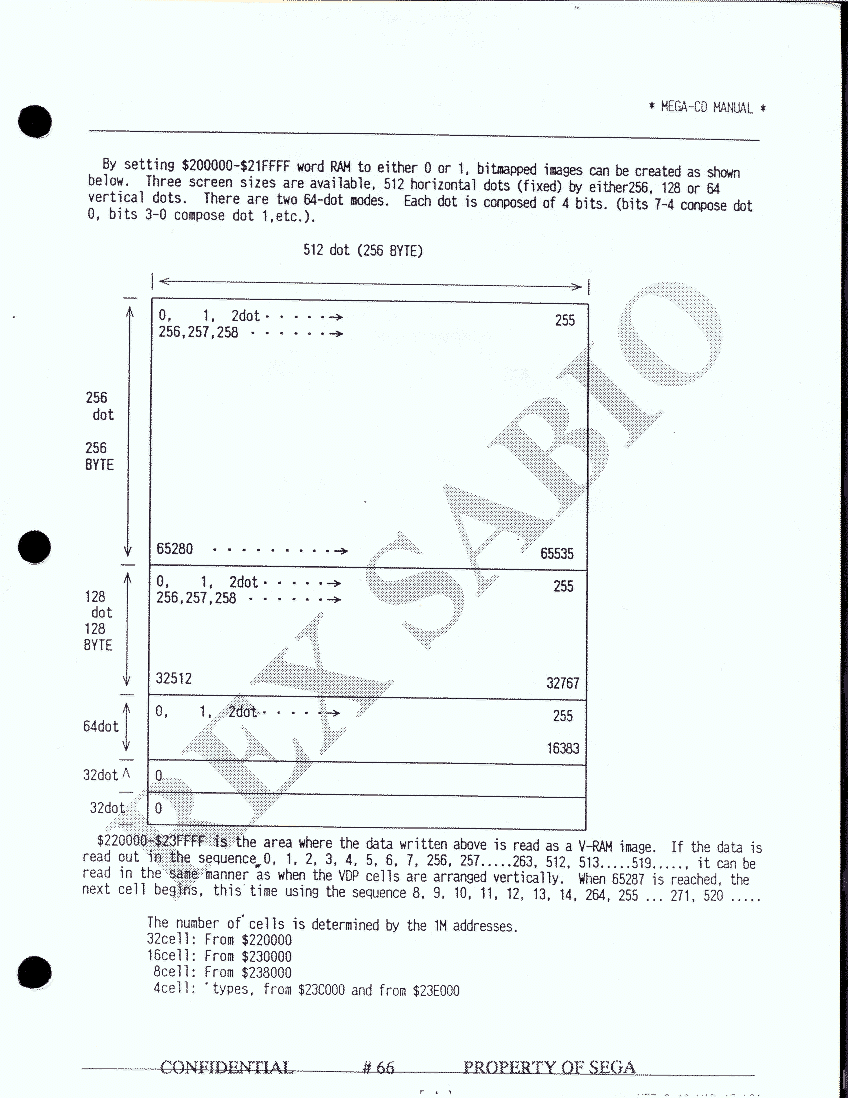 * MEGA-CD MANUAL *
By setting $200000-$21FFFF word RAM to either 0 or 1, bitmapped images can be created as shown
below. Three screen sizes are available, 512 horizontal dots (fixed) by either256, 128 or 64
vertical dots. There are two 64-dot modes. Each dot is conposed of 4 bits. (bits 7-4 conpose dot
0, bits 3-0 compose dot 1,etc.).
512 dot (256 BYTE)
0, 1, 2dot · · · · · → 255
256,257,258 · · · · · · →
256
dot
256
BYTE
65280 · · · · · · · · · → 65535
0, 1, 2dot · · · · · → 255
256,257,258 · · · · · · →
128
dot
128
BYTE
32512 32767
0, 1, 2dot · · · · → 255
64dot
16383
32dot 0
32dot 0
$220000-$23FFFF is the area where the data written above is read as a V-RAM image. If the data is
read out in the sequence 0, 1, 2, 3, 4, 5, 6, 7, 256, 257.....263, 512, 513.....519....., it can be
read in the same manner as when the VDP cells are arranged vertically. When 65287 is reached, the
next cell begins, this time using the sequence 8, 9, 10, 11, 12, 13, 14, 264, 255 ... 271, 520 .....
The number of cells is determined by the 1M addresses.
32cell: From $220000
16cell: From $230000
8cell: From $238000
4cell: 'types, from $23C000 and from $23E000
CONFIDENTIAL # 66 PROPERTY OF SEGA